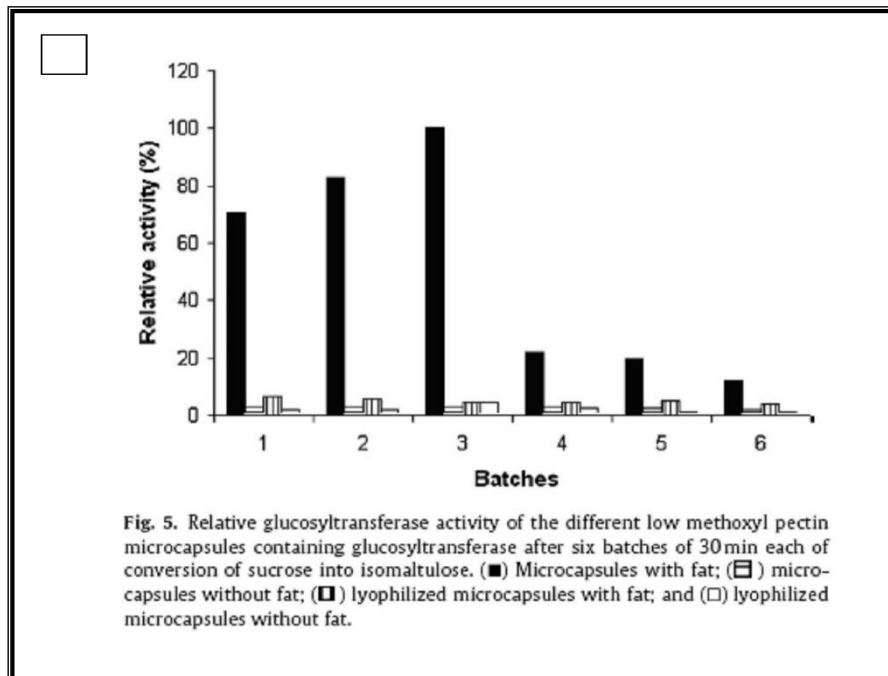 120
100
80
60
40
20
0
Relative activity (%)
1 2 3 4 5 6
Batches
Fig. 5. Relative glucosyltransferase activity of the different low methoxyl pectin
microcapsules containing glucosyltransferase after six batches of 30 min each of
conversion of sucrose into isomaltulose. (■) Microcapsules with fat; (⊟) micro-
capsules without fat; (◫) lyophilized microcapsules with fat; and (□) lyophilized
microcapsules without fat.